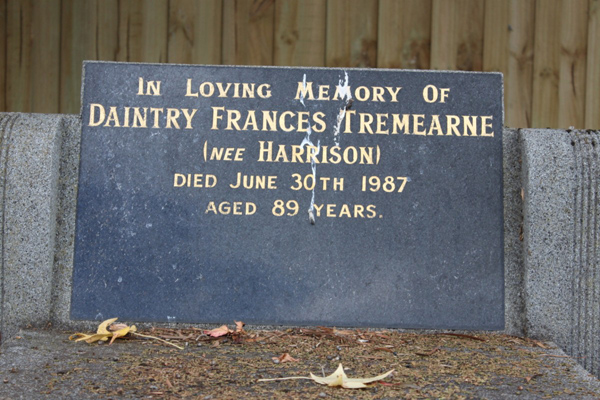 In Loving Memory Of
Daintry Frances Tremearne
(nee Harrison)
died June 30th 1987
aged 89 years.